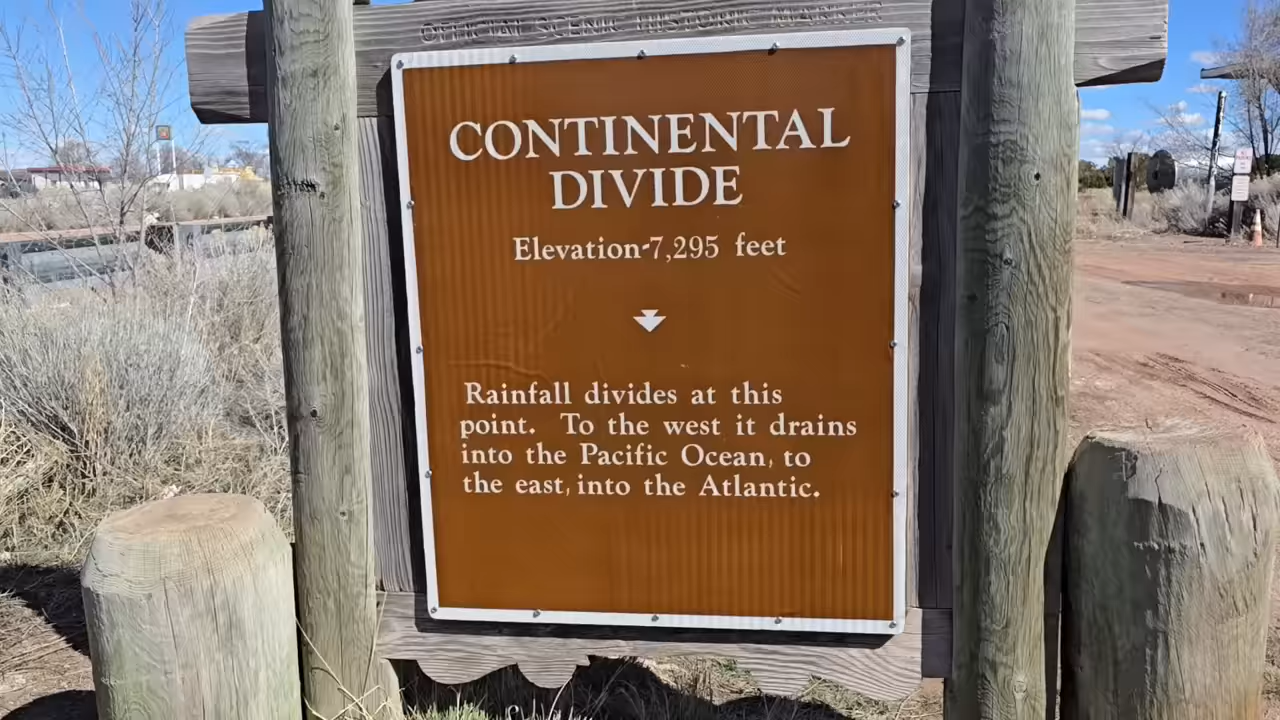 OFFICIAL SCENIC HISTORIC MARKER
CONTINENTAL
DIVIDE
Elevation-7,295 feet
Rainfall divides at this
point. To the west it drains
into the Pacific Ocean, to
the east, into the Atlantic.